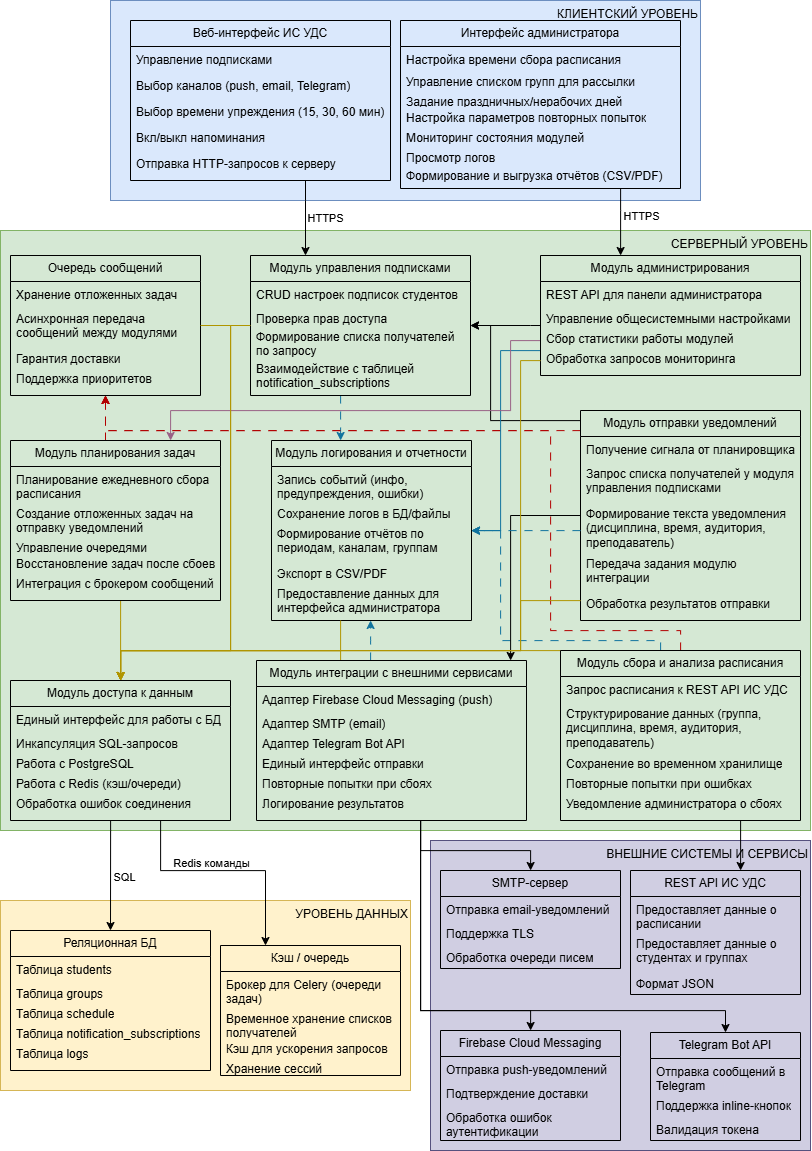 КЛИЕНТСКИЙ УРОВЕНЬ
Веб-интерфейс ИС УДС
Управление подписками
Выбор каналов (push, email, Telegram)
Выбор времени упреждения (15, 30, 60 мин)
Вкл/выкл напоминания
Отправка HTTP-запросов к серверу
Интерфейс администратора
Настройка времени сбора расписания
Управление списком групп для рассылки
Задание праздничных/нерабочих дней
Настройка параметров повторных попыток
Мониторинг состояния модулей
Просмотр логов
Формирование и выгрузка отчётов (CSV/PDF)
HTTPS
HTTPS
СЕРВЕРНЫЙ УРОВЕНЬ
Очередь сообщений
Хранение отложенных задач
Асинхронная передача
сообщений между модулями
Гарантия доставки
Поддержка приоритетов
Модуль управления подписками
CRUD настроек подписок студентов
Проверка прав доступа
Формирование списка получателей
по запросу
Взаимодействие с таблицей
notification_subscriptions
Модуль администрирования
REST API для панели администратора
Управление общесистемными настройками
Сбор статистики работы модулей
Обработка запросов мониторинга
Модуль планирования задач
Планирование ежедневного сбора
расписания
Создание отложенных задач на
отправку уведомлений
Управление очередями
Восстановление задач после сбоев
Интеграция с брокером сообщений
Модуль логирования и отчетности
Запись событий (инфо,
предупреждения, ошибки)
Сохранение логов в БД/файлы
Формирование отчётов по
периодам, каналам, группам
Экспорт в CSV/PDF
Предоставление данных для
интерфейса администратора
Модуль отправки уведомлений
Получение сигнала от планировщика
Запрос списка получателей у модуля
управления подписками
Формирование текста уведомления
(дисциплина, время, аудитория,
преподаватель)
Передача задания модулю
интеграции
Обработка результатов отправки
Модуль доступа к данным
Единый интерфейс для работы с БД
Инкапсуляция SQL-запросов
Работа с PostgreSQL
Работа с Redis (кэш/очереди)
Обработка ошибок соединения
Модуль интеграции с внешними сервисами
Адаптер Firebase Cloud Messaging (push)
Адаптер SMTP (email)
Адаптер Telegram Bot API
Единый интерфейс отправки
Повторные попытки при сбоях
Логирование результатов
Модуль сбора и анализа расписания
Запрос расписания к REST API ИС УДС
Структурирование данных (группа,
дисциплина, время, аудитория,
преподаватель)
Сохранение во временном хранилище
Повторные попытки при ошибках
Уведомление администратора о сбоях
SQL
Redis команды
УРОВЕНЬ ДАННЫХ
Реляционная БД
Таблица students
Таблица groups
Таблица schedule
Таблица notification_subscriptions
Таблица logs
Кэш / очередь
Брокер для Celery (очереди
задач)
Временное хранение списков
получателей
Кэш для ускорения запросов
Хранение сессий
ВНЕШНИЕ СИСТЕМЫ И СЕРВИСЫ
SMTP-сервер
Отправка email-уведомлений
Поддержка TLS
Обработка очереди писем
REST API ИС УДС
Предоставляет данные о
расписании
Предоставляет данные о
студентах и группах
Формат JSON
Firebase Cloud Messaging
Отправка push-уведомлений
Подтверждение доставки
Обработка ошибок
аутентификации
Telegram Bot API
Отправка сообщений в
Telegram
Поддержка inline-кнопок
Валидация токена